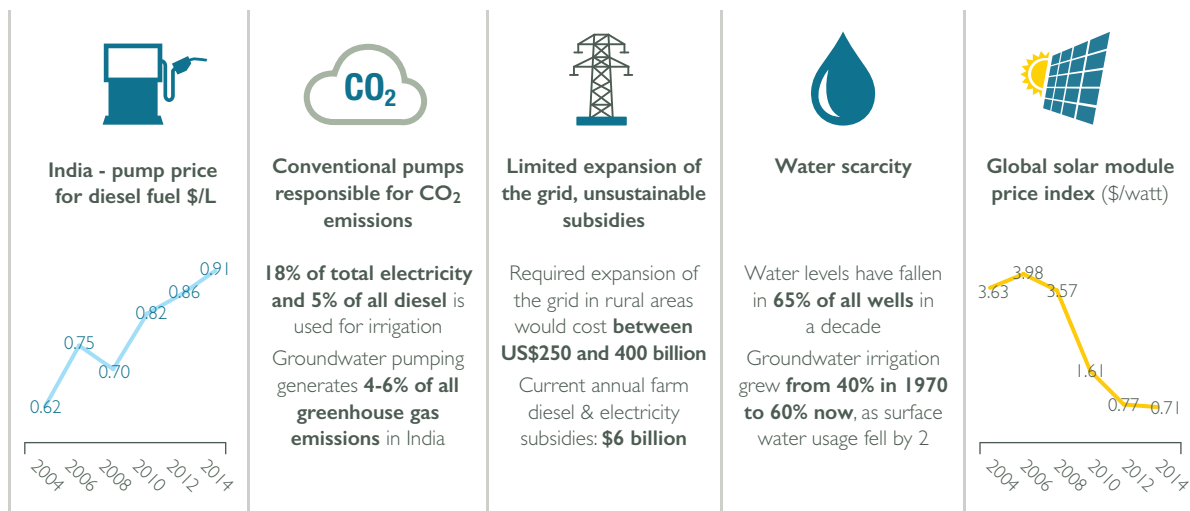 India - pump price
for diesel fuel $/L
0.62
0.75
0.70
0.82
0.86
0.91
2004
2006
2008
2010
2012
2014
CO2
Conventional pumps
responsible for CO2
emissions
18% of total electricity
and 5% of all diesel is
used for irrigation
Groundwater pumping
generates 4-6% of all
greenhouse gas
emissions in India
Limited expansion of
the grid, unsustainable
subsidies
Required expansion of
the grid in rural areas
would cost between
US$250 and 400 billion
Current annual farm
diesel & electricity
subsidies: $6 billion
Water scarcity
Water levels have fallen
in 65% of all wells in
a decade
Groundwater irrigation
grew from 40% in 1970
to 60% now, as surface
water usage fell by 2
Global solar module
price index ($/watt)
3.63
3.98
3.57
1.61
0.77
0.71
2004
2006
2008
2010
2012
2014